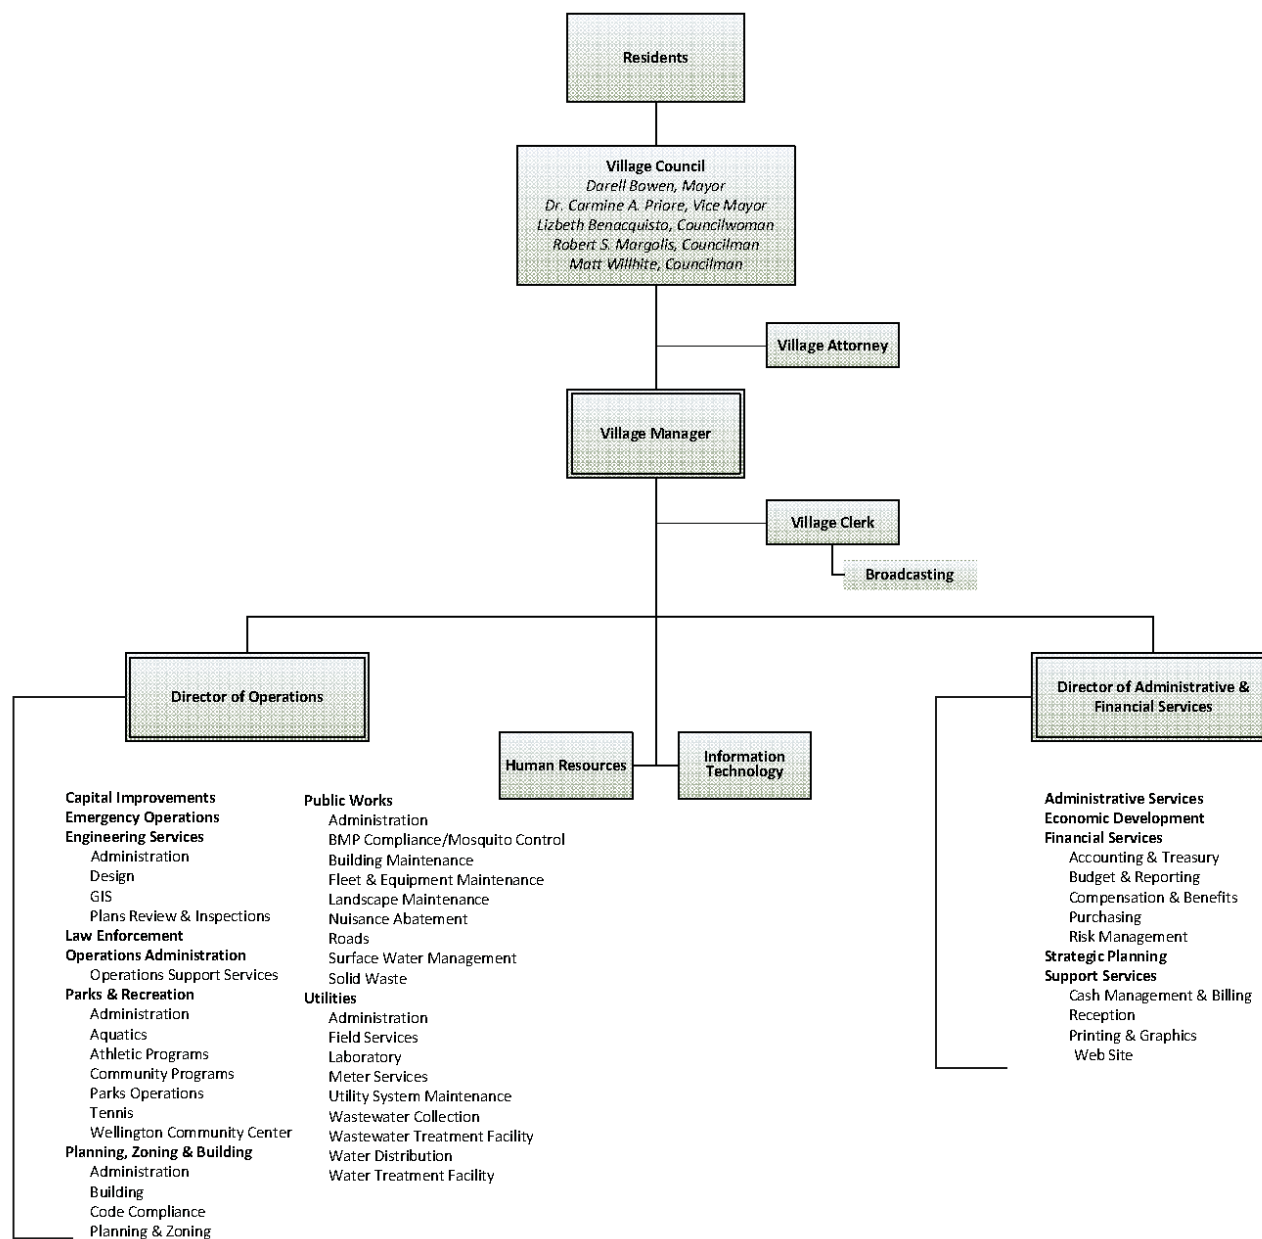 Residents
Village Council
Darell Bowen, Mayor
Dr. Carmine A. Priore, Vice Mayor
Lizbeth Benacquisto, Councilwoman
Robert S. Margolis, Councilman
Matt Willhite, Councilman
Village Attorney
Village Manager
Village Clerk
Broadcasting
Director of Operations
Director of Administrative &
Financial Services
Human Resources
Information
Technology
Capital Improvements
Emergency Operations
Engineering Services
Administration
Design
GIS
Plans Review & Inspections
Law Enforcement
Operations Administration
Operations Support Services
Parks & Recreation
Administration
Aquatics
Athletic Programs
Community Programs
Parks Operations
Tennis
Wellington Community Center
Planning, Zoning & Building
Administration
Building
Code Compliance
Planning & Zoning
Public Works
Administration
BMP Compliance/Mosquito Control
Building Maintenance
Fleet & Equipment Maintenance
Landscape Maintenance
Nuisance Abatement
Roads
Surface Water Management
Solid Waste
Utilities
Administration
Field Services
Laboratory
Meter Services
Utility System Maintenance
Wastewater Collection
Wastewater Treatment Facility
Water Distribution
Water Treatment Facility
Administrative Services
Economic Development
Financial Services
Accounting & Treasury
Budget & Reporting
Compensation & Benefits
Purchasing
Risk Management
Strategic Planning
Support Services
Cash Management & Billing
Reception
Printing & Graphics
Web Site